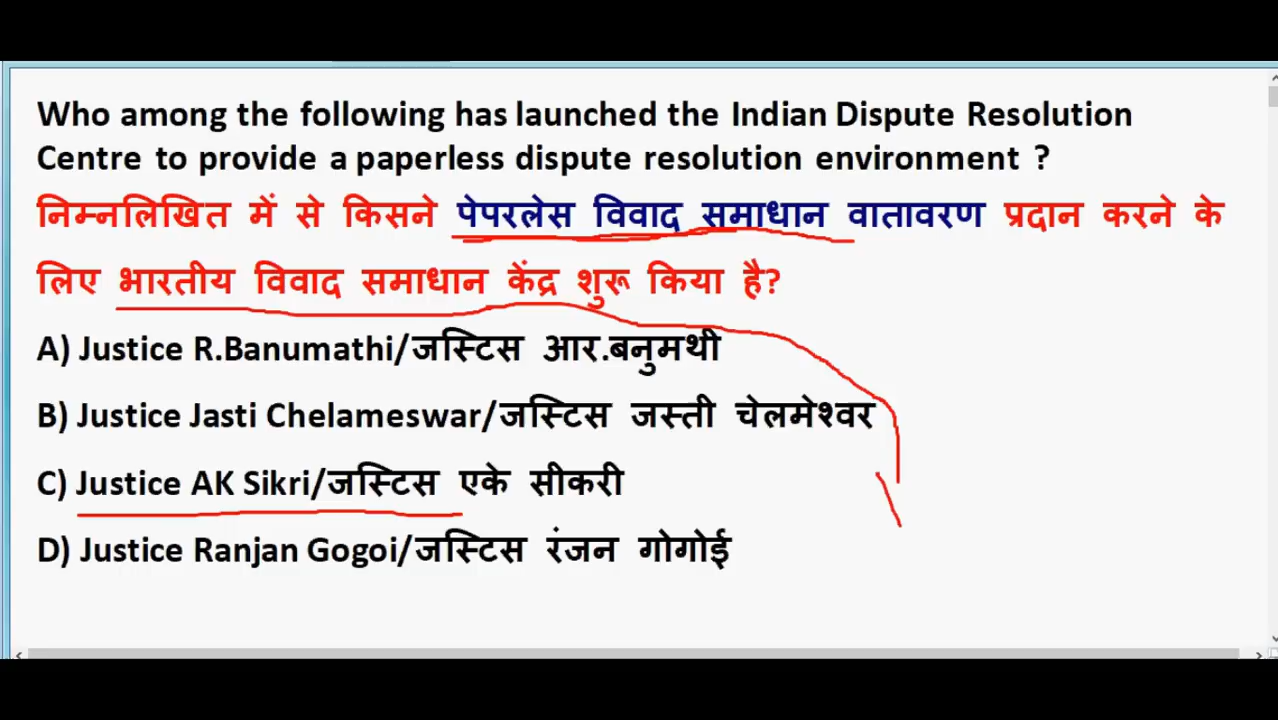 Who among the following has launched the Indian Dispute Resolution
Centre to provide a paperless dispute resolution environment ?
निम्नलिखित में से किसने पेपरलेस विवाद समाधान वातावरण प्रदान करने के
लिए भारतीय विवाद समाधान केंद्र शुरू किया है?
A) Justice R.Banumathi/जस्टिस आर.बनुमथी
B) Justice Jasti Chelameswar/जस्टिस जस्ती चेलमेश्वर
C) Justice AK Sikri/जस्टिस एके सीकरी
D) Justice Ranjan Gogoi/जस्टिस रंजन गोगोई